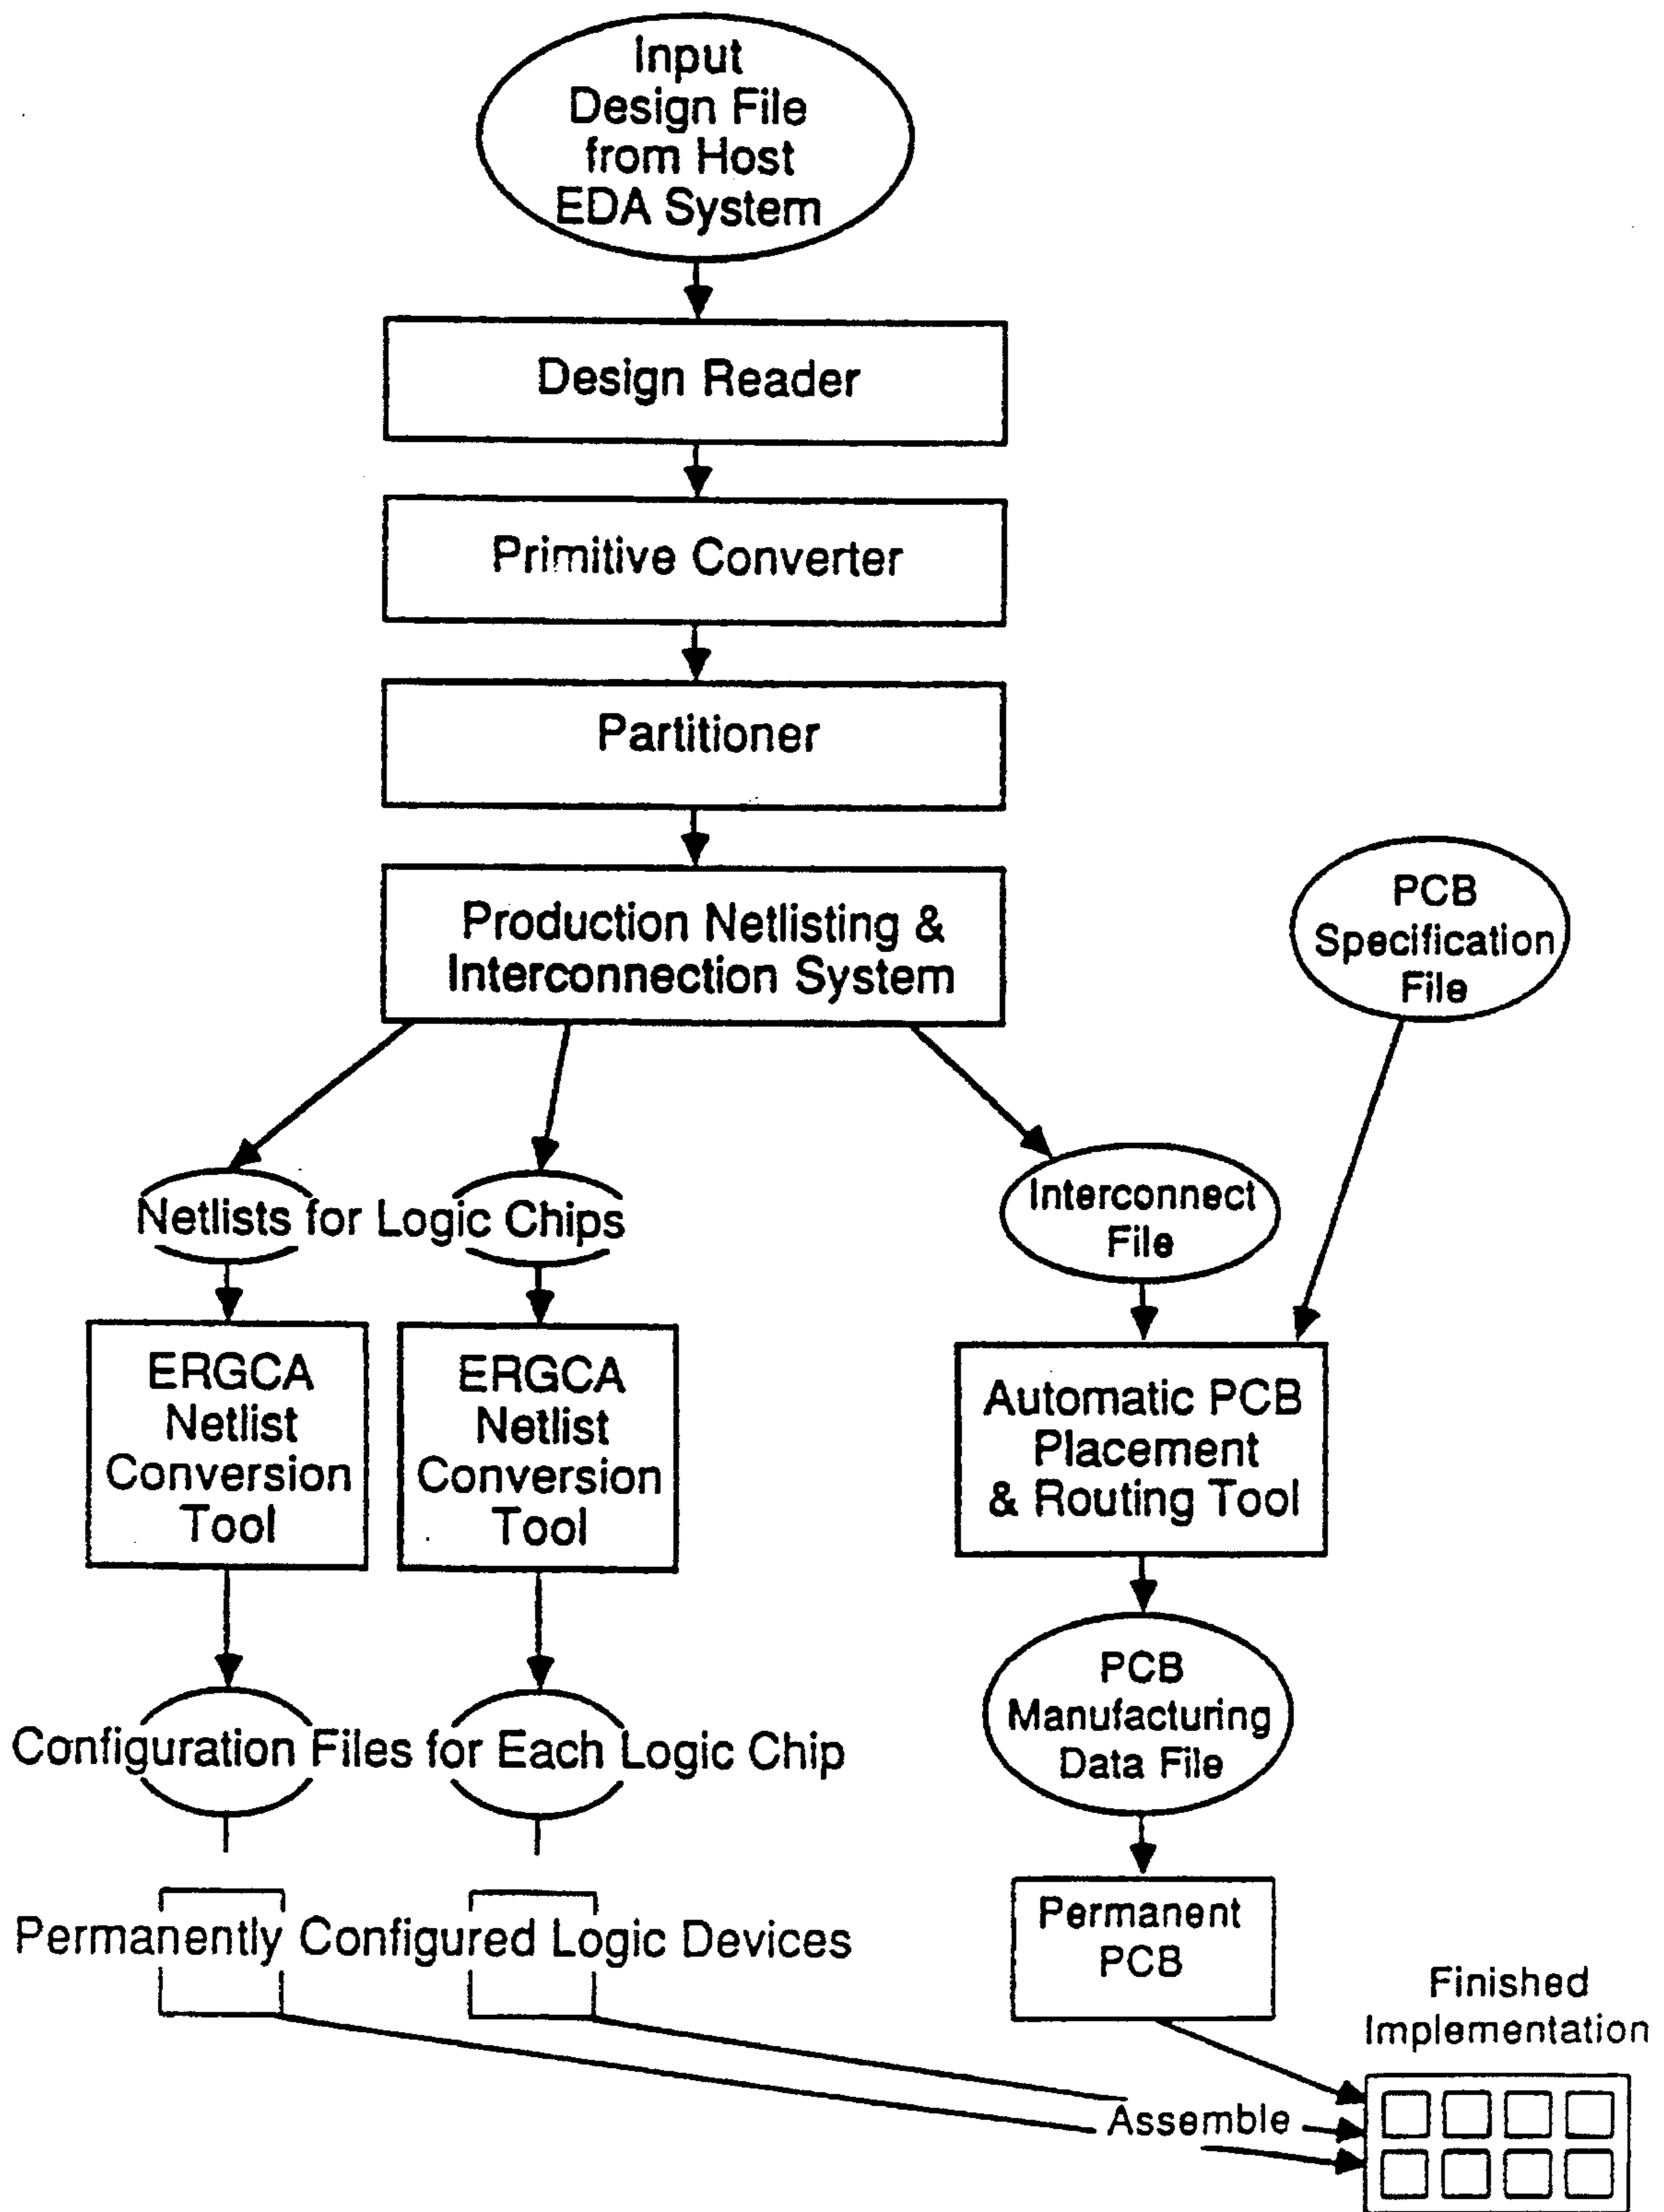 Input
Design File
from Host
EDA System
Design Reader
Primitive Converter
Partitioner
Production Netlisting &
Interconnection System
PCB
Specification
File
Netlists for Logic Chips
Interconnect
File
ERGCA
Netlist
Conversion
Tool
ERGCA
Netlist
Conversion
Tool
Automatic PCB
Placement
& Routing Tool
PCB
Manufacturing
Data File
Configuration Files for Each Logic Chip
Permanent
PCB
Permanently Configured Logic Devices
Finished
Implementation
Assemble